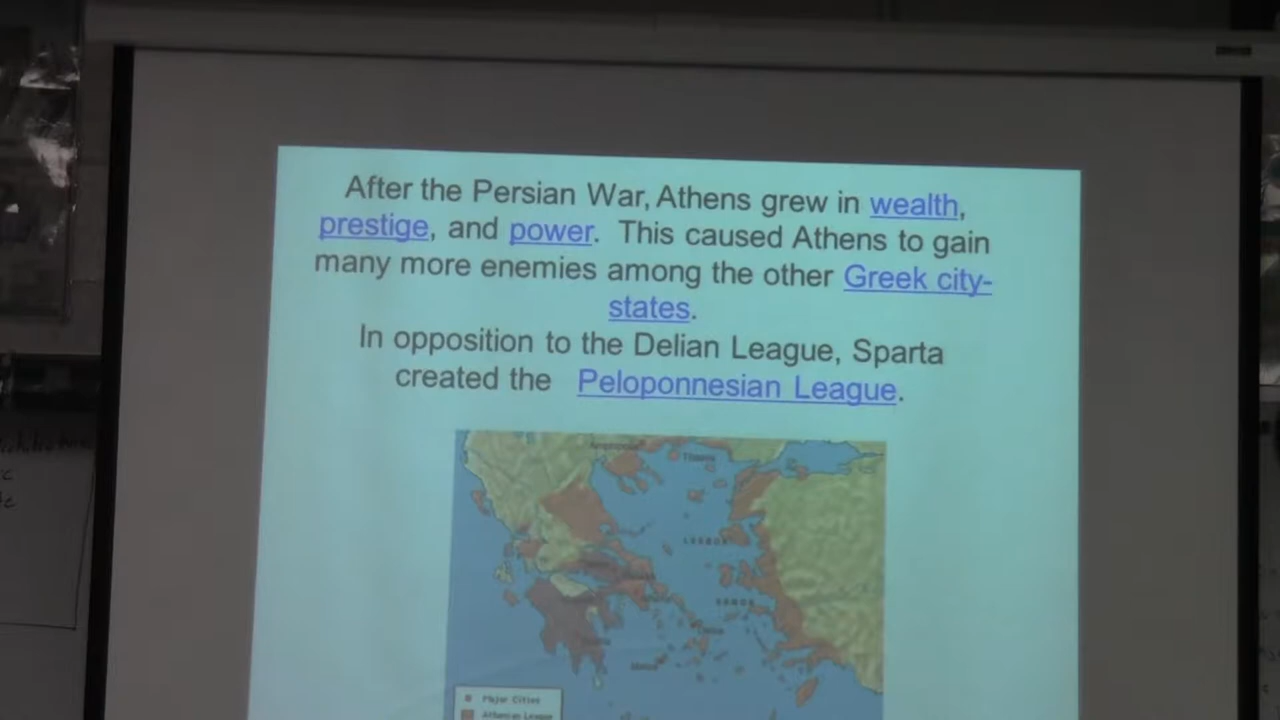 After the Persian War, Athens grew in wealth,
prestige, and power. This caused Athens to gain
many more enemies among the other Greek city-
states.
In opposition to the Delian League, Sparta
created the Peloponnesian League.
LESBOS
SAMOS
Major Cities
Athenian League